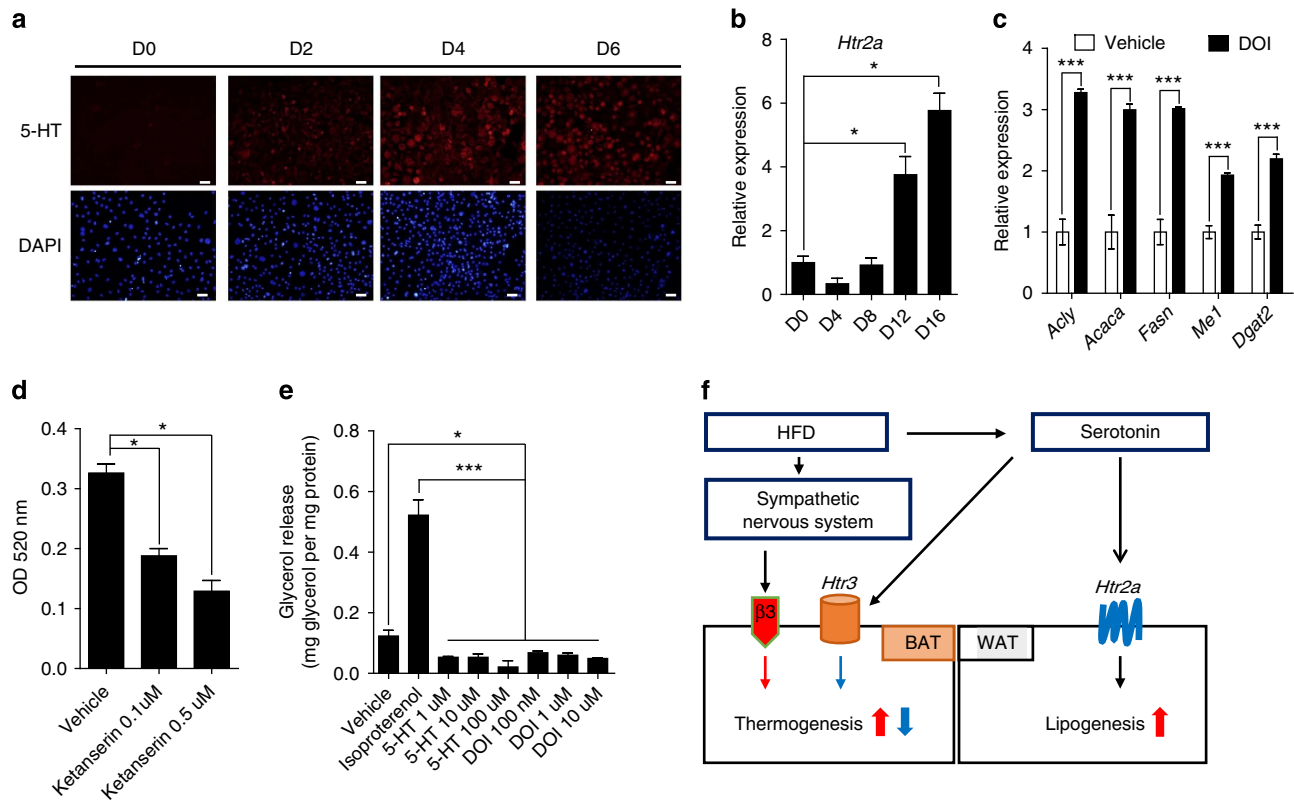 a
D0 D2 D4 D6
5-HT
DAPI
b
Htr2a
Relative expression
8
6
4
2
0
*
*
D0 D4 D8 D12 D16
c
Vehicle DOI
Relative expression
4
3
2
1
0
*** *** *** *** ***
Acly Acaca Fasn Me1 Dgat2
d
OD 520 nm
0.4
0.3
0.2
0.1
0.0
*
*
Vehicle
Ketanserin 0.1uM
Ketanserin 0.5 uM
e
Glycerol release
(mg glycerol per mg protein)
0.8
0.6
0.4
0.2
0.0
*
***
Vehicle
Isoproterenol
5-HT 1 uM
5-HT 10 uM
5-HT 100 uM
DOI 100 nM
DOI 1 uM
DOI 10 uM
f
HFD
Serotonin
Sympathetic
nervous system
Htr3
Htr2a
β3
BAT WAT
Thermogenesis
Lipogenesis